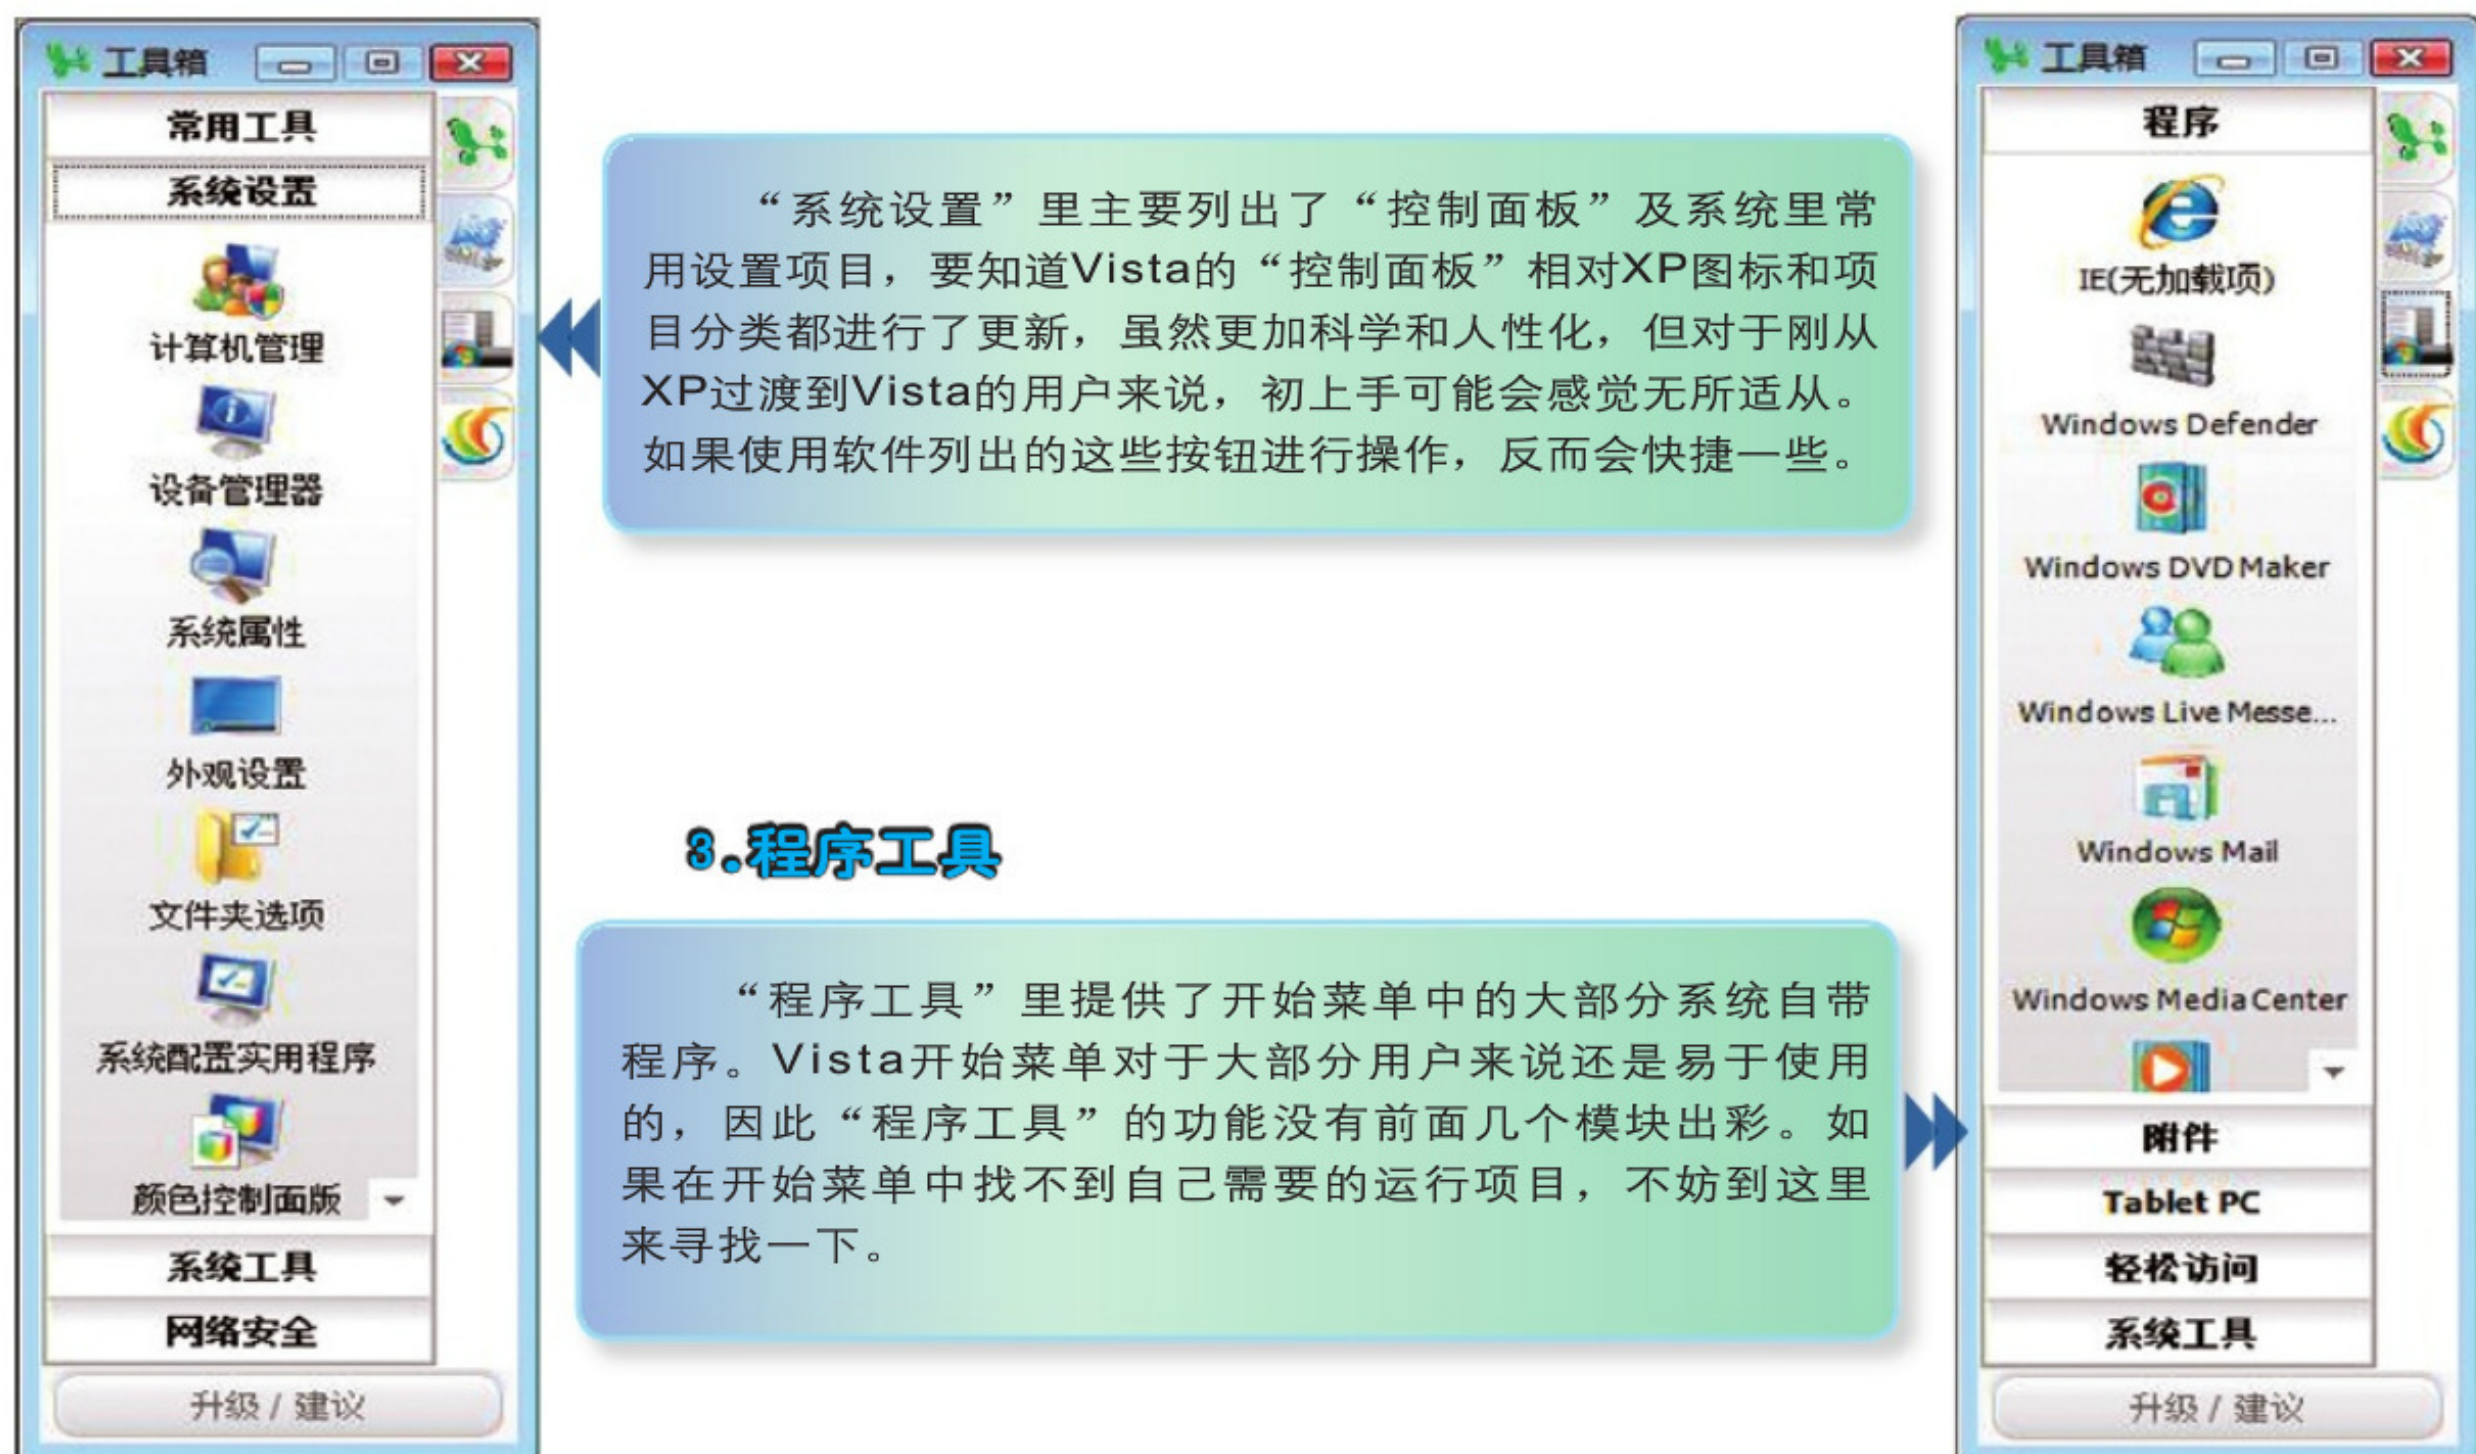 工具箱
常用工具
系统设置
计算机管理
设备管理器
系统属性
外观设置
文件夹选项
系统配置实用程序
颜色控制面版
系统工具
网络安全
升级 / 建议
“系统设置”里主要列出了“控制面板”及系统里常
用设置项目，要知道Vista的“控制面板”相对XP图标和项
目分类都进行了更新，虽然更加科学和人性化，但对于刚从
XP过渡到Vista的用户来说，初上手可能会感觉无所适从。
如果使用软件列出的这些按钮进行操作，反而会快捷一些。
3.程序工具
“程序工具”里提供了开始菜单中的大部分系统自带
程序。Vista开始菜单对于大部分用户来说还是易于使用
的，因此“程序工具”的功能没有前面几个模块出彩。如
果在开始菜单中找不到自己需要的运行项目，不妨到这里
来寻找一下。
工具箱
程序
IE(无加载项)
Windows Defender
Windows DVD Maker
Windows Live Messe...
Windows Mail
Windows Media Center
附件
Tablet PC
轻松访问
系统工具
升级 / 建议